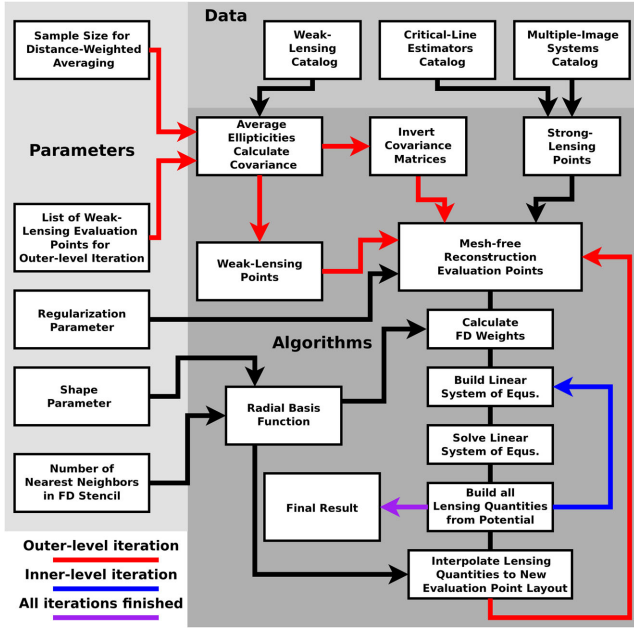 Data
Sample Size for
Distance-Weighted
Averaging
Weak-
Lensing
Catalog
Critical-Line
Estimators
Catalog
Multiple-Image
Systems
Catalog
Parameters
Average
Ellipticities
Calculate
Covariance
Invert
Covariance
Matrices
Strong-
Lensing
Points
List of Weak-
Lensing Evaluation
Points for
Outer-level Iteration
Weak-Lensing
Points
Mesh-free
Reconstruction
Evaluation Points
Regularization
Parameter
Algorithms
Calculate
FD Weights
Shape
Parameter
Radial Basis
Function
Build Linear
System of Equs.
Solve Linear
System of Equs.
Number of
Nearest Neighbors
in FD Stencil
Final Result
Build all
Lensing Quantities
from Potential
Interpolate Lensing
Quantities to New
Evaluation Point Layout
Outer-level iteration
Inner-level iteration
All iterations finished